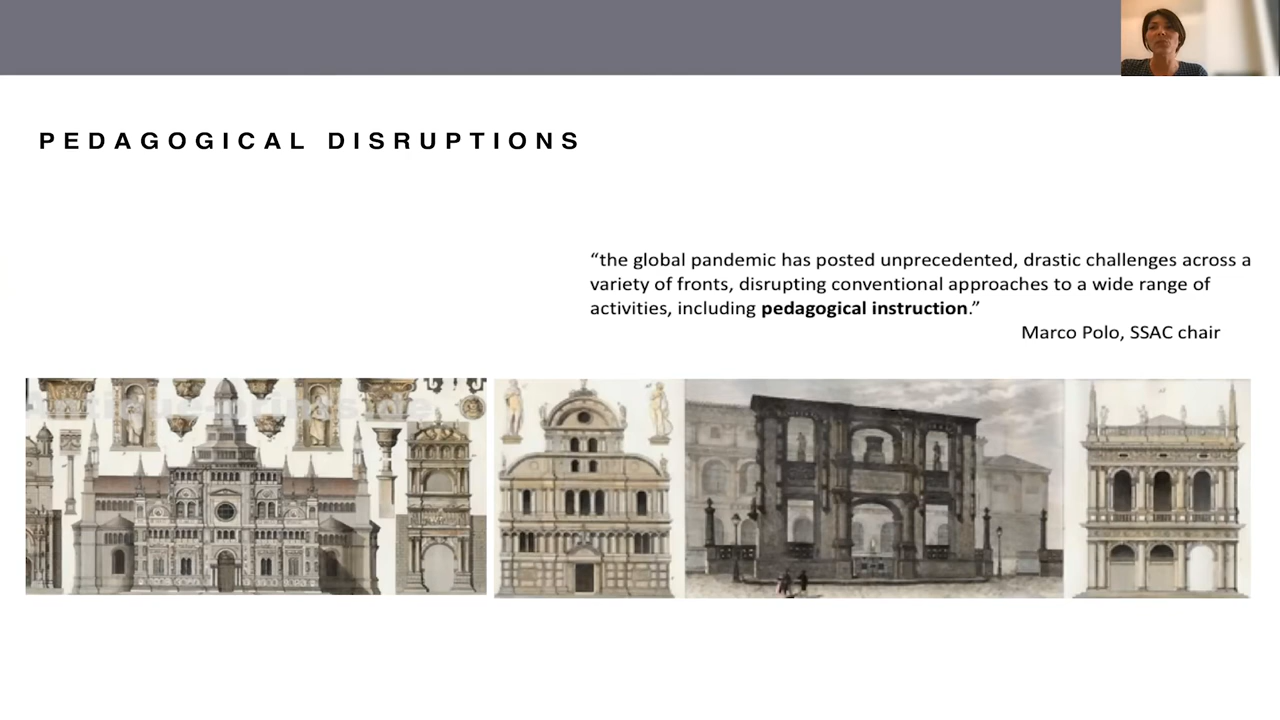 PEDAGOGICAL DISRUPTIONS
“the global pandemic has posted unprecedented, drastic challenges across a
variety of fronts, disrupting conventional approaches to a wide range of
activities, including pedagogical instruction.”
Marco Polo, SSAC chair